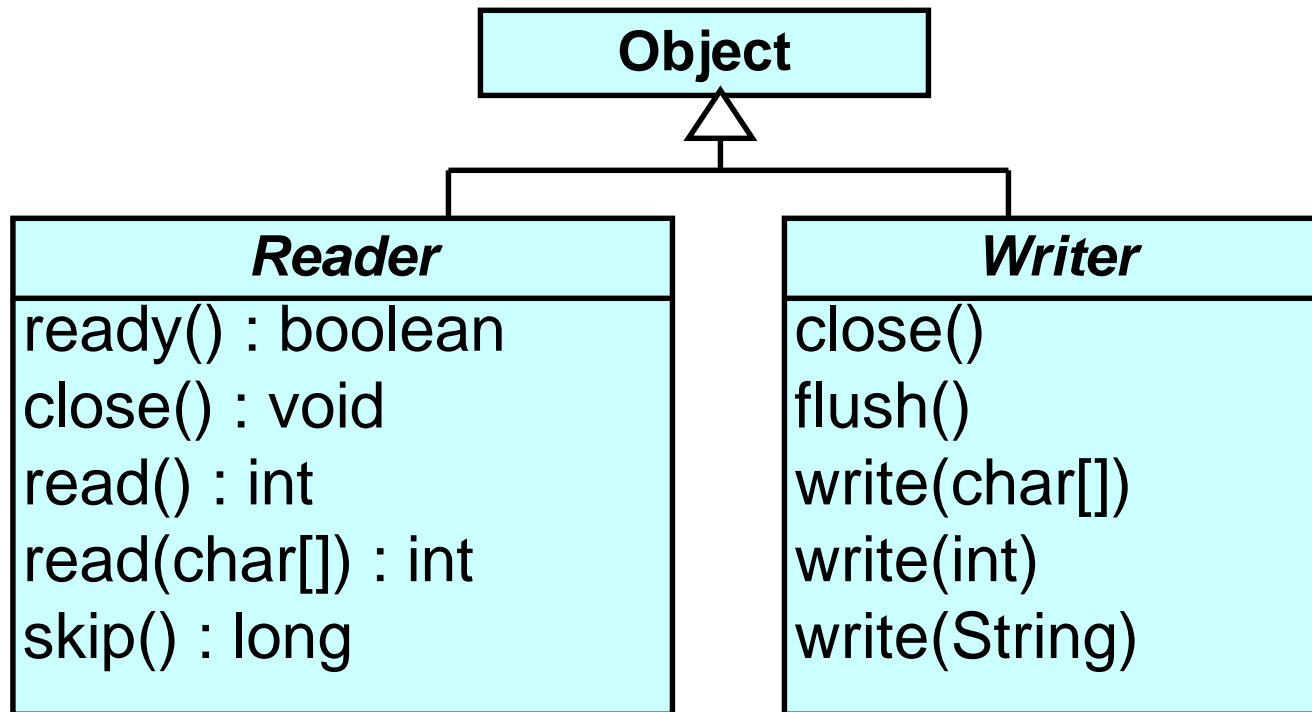 Object
Reader
ready() : boolean
close() : void
read() : int
read(char[]) : int
skip() : long
Writer
close()
flush()
write(char[])
write(int)
write(String)